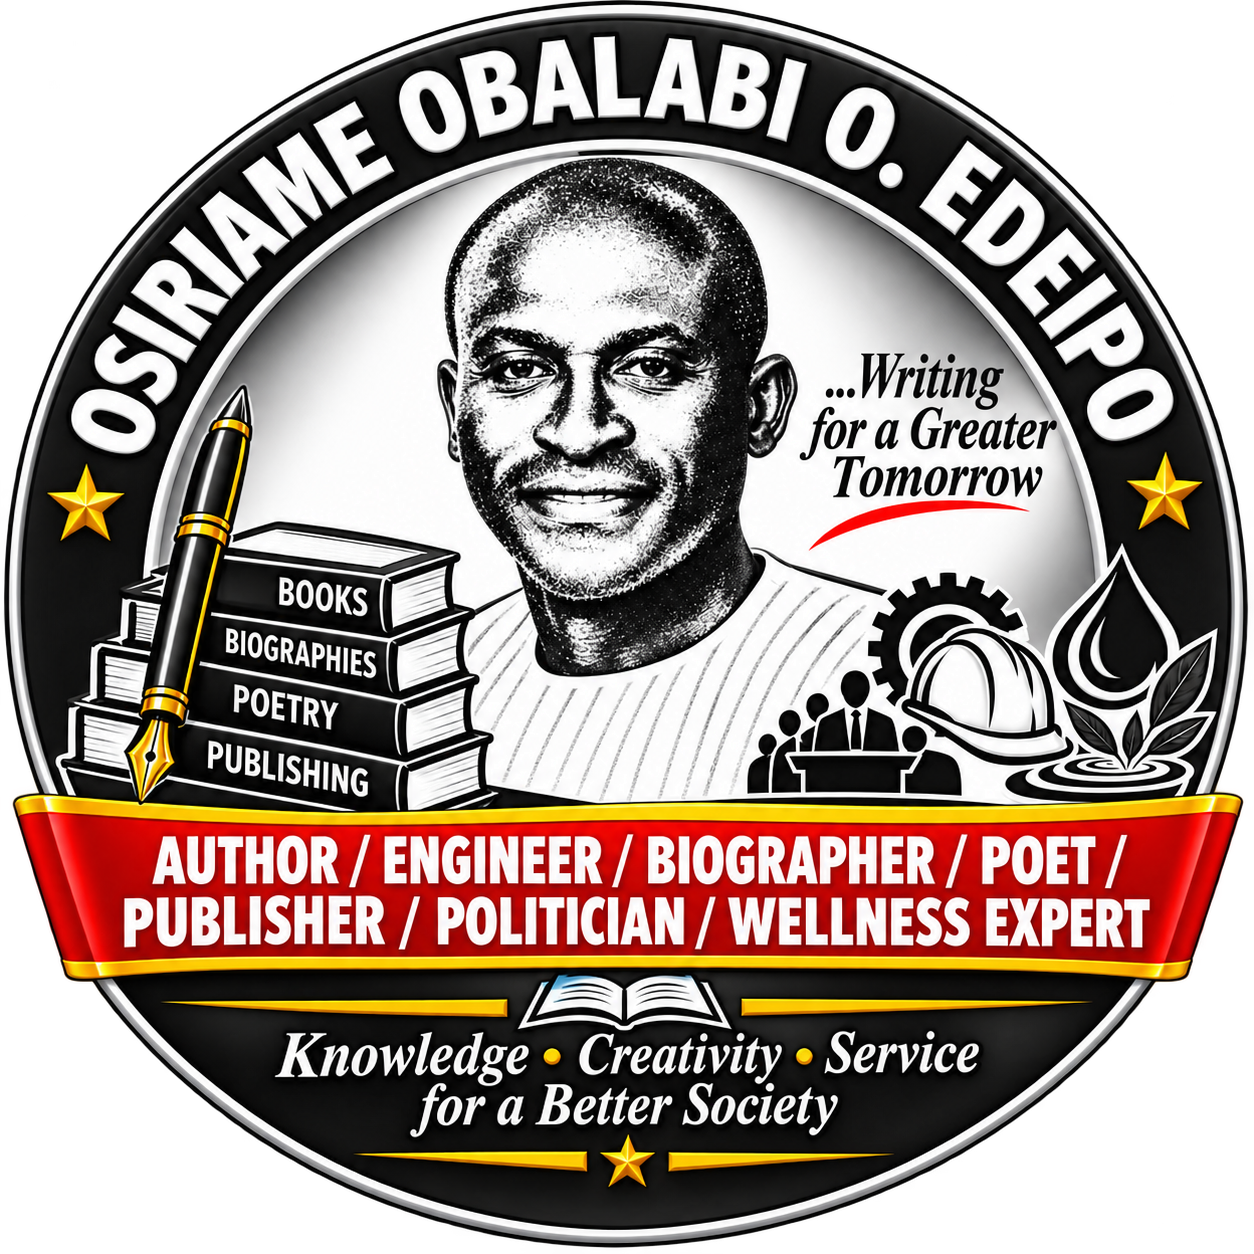 OSIRIAME OBALABI O. EDEIPO
...Writing
for a Greater
Tomorrow
BOOKS
BIOGRAPHIES
POETRY
PUBLISHING
AUTHOR / ENGINEER / BIOGRAPHER / POET /
PUBLISHER / POLITICIAN / WELLNESS EXPERT
Knowledge • Creativity • Service
for a Better Society